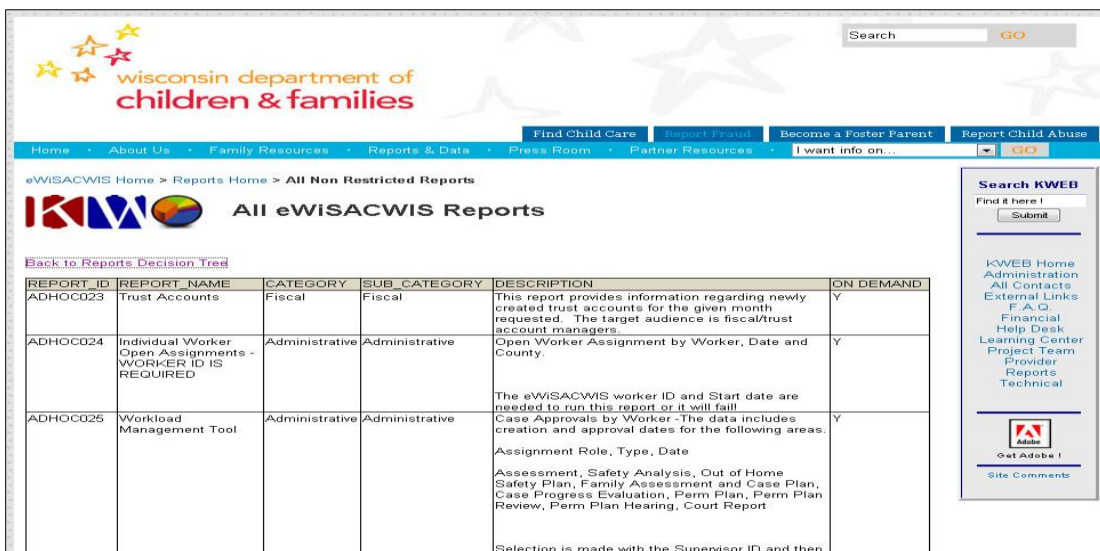 Search GO
wisconsin department of
children & families
Find Child Care Report Fraud Become a Foster Parent Report Child Abuse
Home · About Us · Family Resources · Reports & Data · Press Room · Partner Resources · I want info on... GO
eWiSACWIS Home > Reports Home > All Non Restricted Reports
KW
All eWiSACWIS Reports
Back to Reports Decision Tree
REPORT_ID REPORT_NAME CATEGORY SUB_CATEGORY DESCRIPTION ON DEMAND
ADHOC023 Trust Accounts Fiscal Fiscal This report provides information regarding newly Y
created trust accounts for the given month
requested. The target audience is fiscal/trust
account managers.
ADHOC024 Individual Worker Administrative Administrative Open Worker Assignment by Worker, Date and Y
Open Assignments - County.
WORKER ID IS
REQUIRED
The eWiSACWIS worker ID and Start date are
needed to run this report or it will fail!
ADHOC025 Workload Administrative Administrative Case Approvals by Worker -The data includes Y
Management Tool creation and approval dates for the following areas.
Assignment Role, Type, Date
Assessment, Safety Analysis, Out of Home
Safety Plan, Family Assessment and Case Plan,
Case Progress Evaluation, Perm Plan, Perm Plan
Review, Perm Plan Hearing, Court Report
Selection is made with the Supervisor ID and then
Search KWEB
Find it here !
Submit
KWEB Home
Administration
All Contacts
External Links
F.A.Q.
Financial
Help Desk
Learning Center
Project Team
Provider
Reports
Technical
Adobe
Get Adobe !
Site Comments